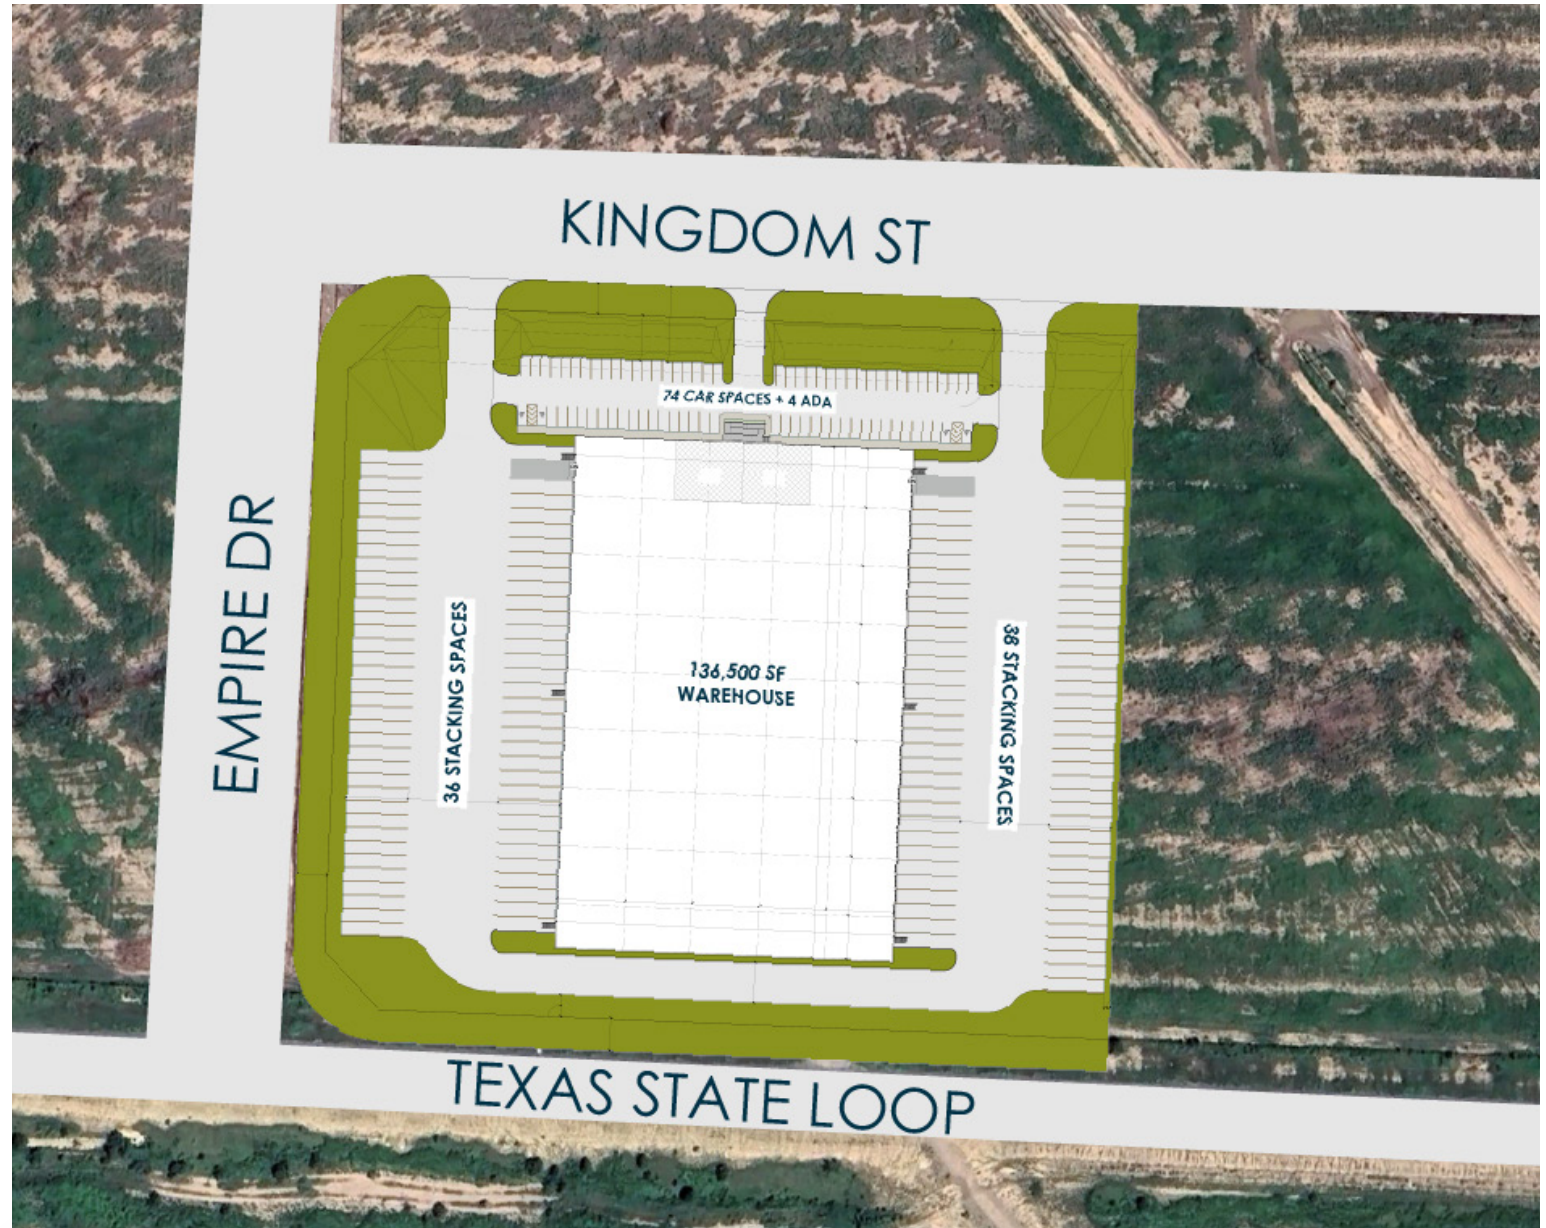 KINGDOM ST
74 CAR SPACES + 4 ADA
EMPIRE DR
36 STACKING SPACES
136,500 SF
WAREHOUSE
38 STACKING SPACES
TEXAS STATE LOOP